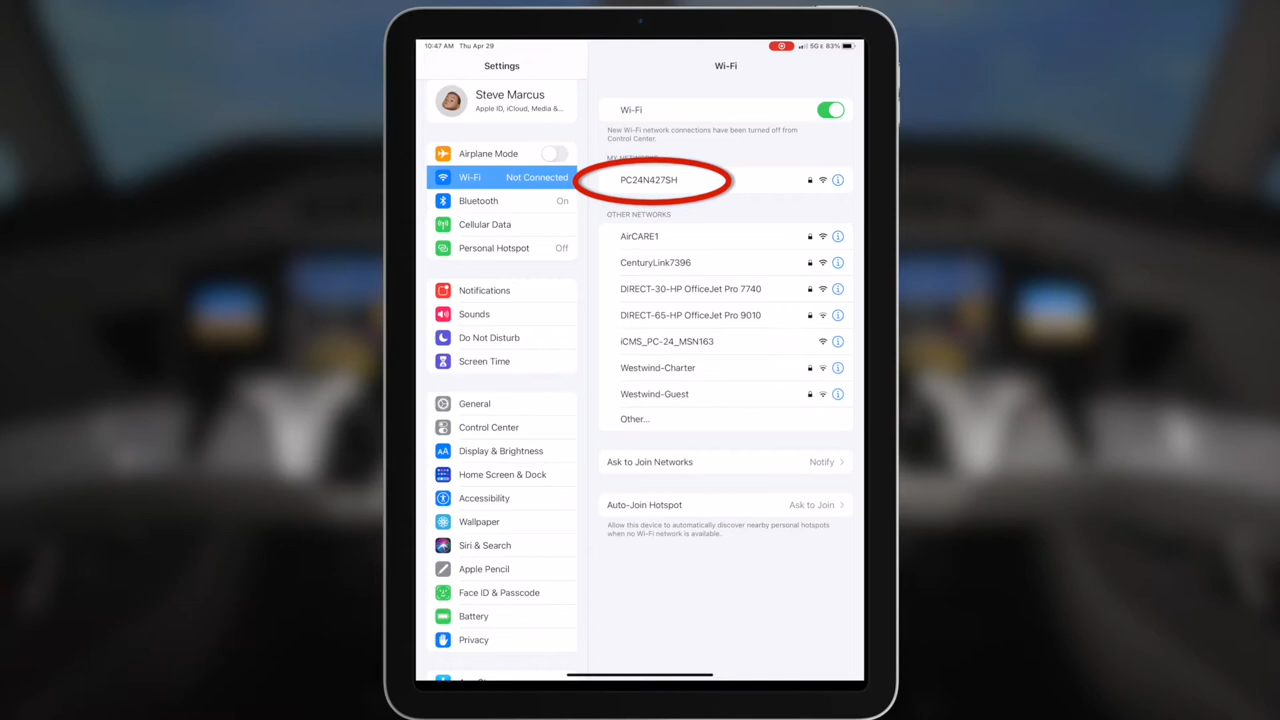 10:47 AM Thu Apr 29
5G E 83%
Settings
Steve Marcus
Apple ID, iCloud, Media &...
Airplane Mode
Wi-Fi Not Connected
Bluetooth On
Cellular Data
Personal Hotspot Off
Notifications
Sounds
Do Not Disturb
Screen Time
General
Control Center
AA Display & Brightness
Home Screen & Dock
Accessibility
Wallpaper
Siri & Search
Apple Pencil
Face ID & Passcode
Battery
Privacy
Wi-Fi
Wi-Fi
New Wi-Fi network connections have been turned off from
Control Center.
MY NETWORKS
PC24N427SH
OTHER NETWORKS
AirCARE1
CenturyLink7396
DIRECT-30-HP OfficeJet Pro 7740
DIRECT-65-HP OfficeJet Pro 9010
iCMS_PC-24_MSN163
Westwind-Charter
Westwind-Guest
Other...
Ask to Join Networks Notify
Auto-Join Hotspot Ask to Join
Allow this device to automatically discover nearby personal hotspots
when no Wi-Fi network is available.